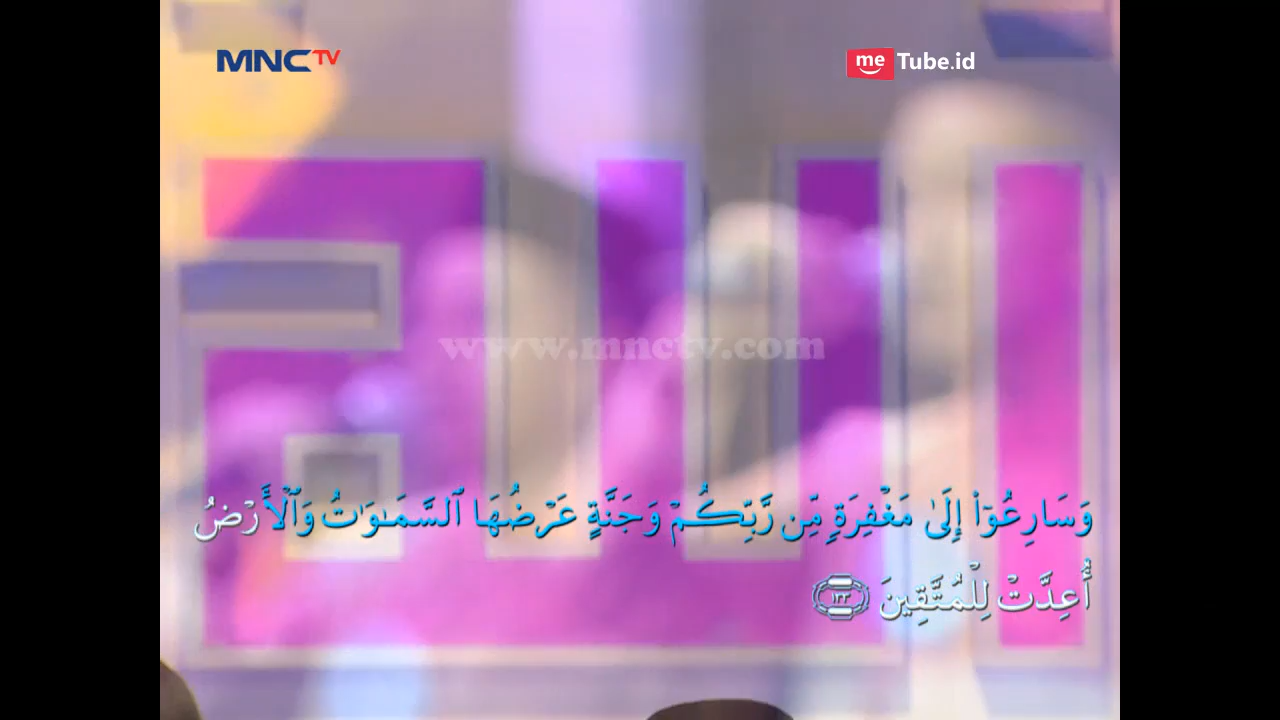 MNCTV
me Tube.id
www.mnctv.com
وَسَارِعُوٓا۟ إِلَىٰ مَغْفِرَةٍ مِّن رَّبِّكُمْ وَجَنَّةٍ عَرْضُهَا ٱلسَّمَـٰوَٰتُ وَٱلْأَرْضُ
أُعِدَّتْ لِلْمُتَّقِينَ ١٣٣